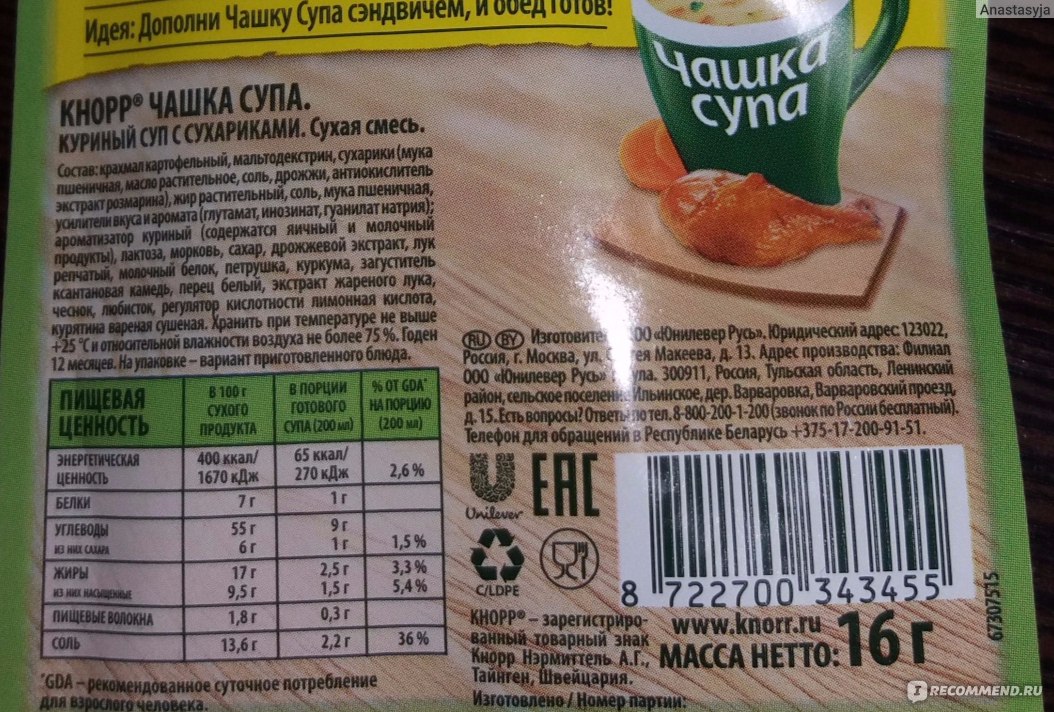 Anastasyja
Идея: Дополни Чашку Супа сэндвичем, и обед готов!
Чашка
супа
КНОРР® ЧАШКА СУПА.
КУРИНЫЙ СУП С СУХАРИКАМИ. Сухая смесь.
Состав: крахмал картофельный, мальтодекстрин, сухарики (мука
пшеничная, масло растительное, соль, дрожжи, антиокислитель
экстракт розмарина), жир растительный, соль, мука пшеничная,
усилители вкуса и аромата (глутамат, инозинат, гуанилат натрия);
ароматизатор куриный (содержатся яичный и молочный
продукты), лактоза, морковь, сахар, дрожжевой экстракт, лук
репчатый, молочный белок, петрушка, куркума, загуститель
ксантановая камедь, перец белый, экстракт жареного лука,
чеснок, любисток, регулятор кислотности лимонная кислота,
курятина вареная сушеная. Хранить при температуре не выше
+25 °С и относительной влажности воздуха не более 75 %. Годен
12 месяцев. На упаковке – вариант приготовленного блюда.
ПИЩЕВАЯ ЦЕННОСТЬ
В 100 г СУХОГО ПРОДУКТА
В ПОРЦИИ ГОТОВОГО СУПА (200 мл)
% ОТ GDA* НА ПОРЦИЮ (200 мл)
ЭНЕРГЕТИЧЕСКАЯ ЦЕННОСТЬ 400 ккал/ 1670 кДж 65 ккал/ 270 кДж 2,6 %
БЕЛКИ 7 г 1 г
УГЛЕВОДЫ 55 г 9 г
ИЗ НИХ САХАРА 6 г 1 г 1,5 %
ЖИРЫ 17 г 2,5 г 3,3 %
ИЗ НИХ НАСЫЩЕННЫЕ 9,5 г 1,5 г 5,4 %
ПИЩЕВЫЕ ВОЛОКНА 1,8 г 0,3 г
СОЛЬ 13,6 г 2,2 г 36 %
*GDA – рекомендованное суточное потребление
для взрослого человека.
RU BY Изготовите ОО «Юнилевер Русь». Юридический адрес: 123022,
Россия, г. Москва, ул. Макеева, д. 13. Адрес производства: Филиал
ООО «Юнилевер Русь» 300911, Россия, Тульская область, Ленинский
район, сельское поселение Ильинское, дер. Варваровка, Варваровский проезд,
д. 15. Есть вопросы? Ответы по тел. 8-800-200-1-200 (звонок по России бесплатный).
Телефон для обращений в Республике Беларусь +375-17-200-91-51.
Unilever
EAC
C/LDPE
8 722700 343455
67307515
КНОРР® – зарегистриро-
ванный товарный знак
Кнорр Нэрмиттель А.Г.,
Тайнген, Швейцария.
www.knorr.ru
МАССА НЕТТО: 16 г
Изготовлено / Номер партии:
IRECOMMEND.RU